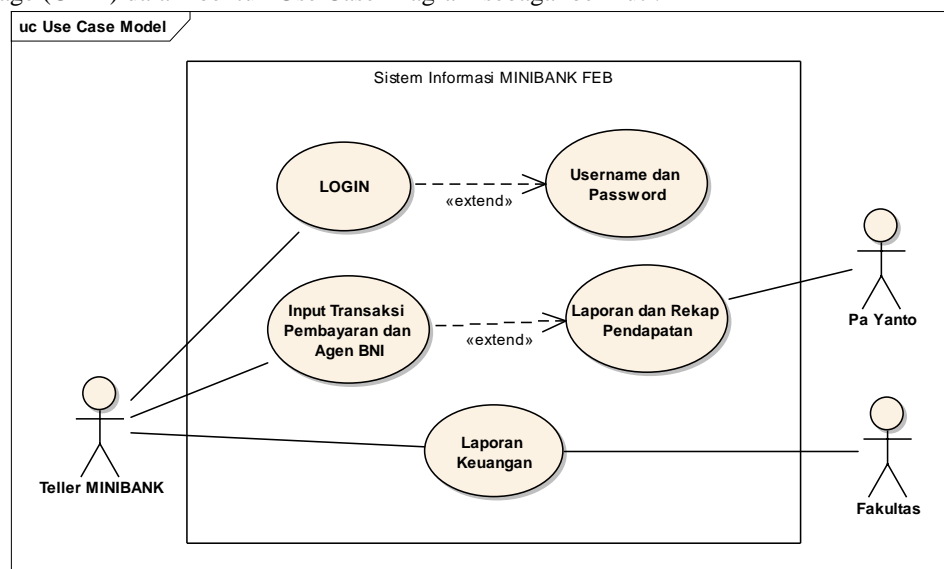 uc Use Case Model
Sistem Informasi MINIBANK FEB
LOGIN
«extend»
Username dan
Password
Input Transaksi
Pembayaran dan
Agen BNI
«extend»
Laporan dan Rekap
Pendapatan
Pa Yanto
Laporan
Keuangan
Teller MINIBANK
Fakultas